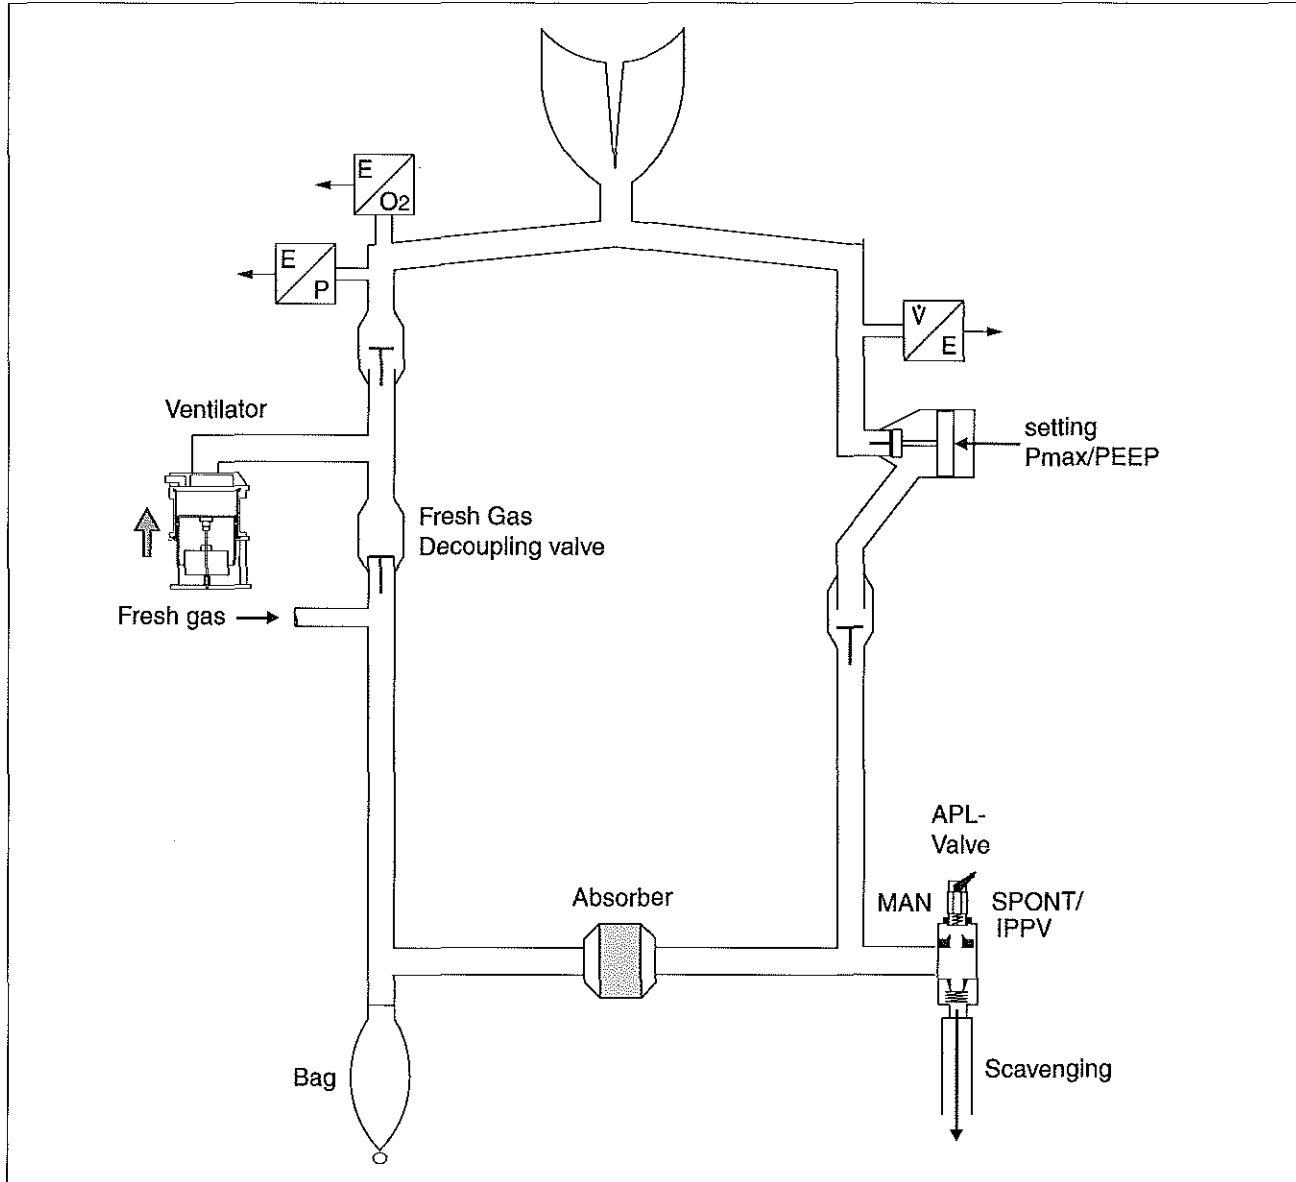 E
O2
E
P
V̇
E
Ventilator
setting
Pmax/PEEP
Fresh Gas
Decoupling valve
Fresh gas
APL-
Valve
Absorber
MAN
SPONT/
IPPV
Bag
Scavenging